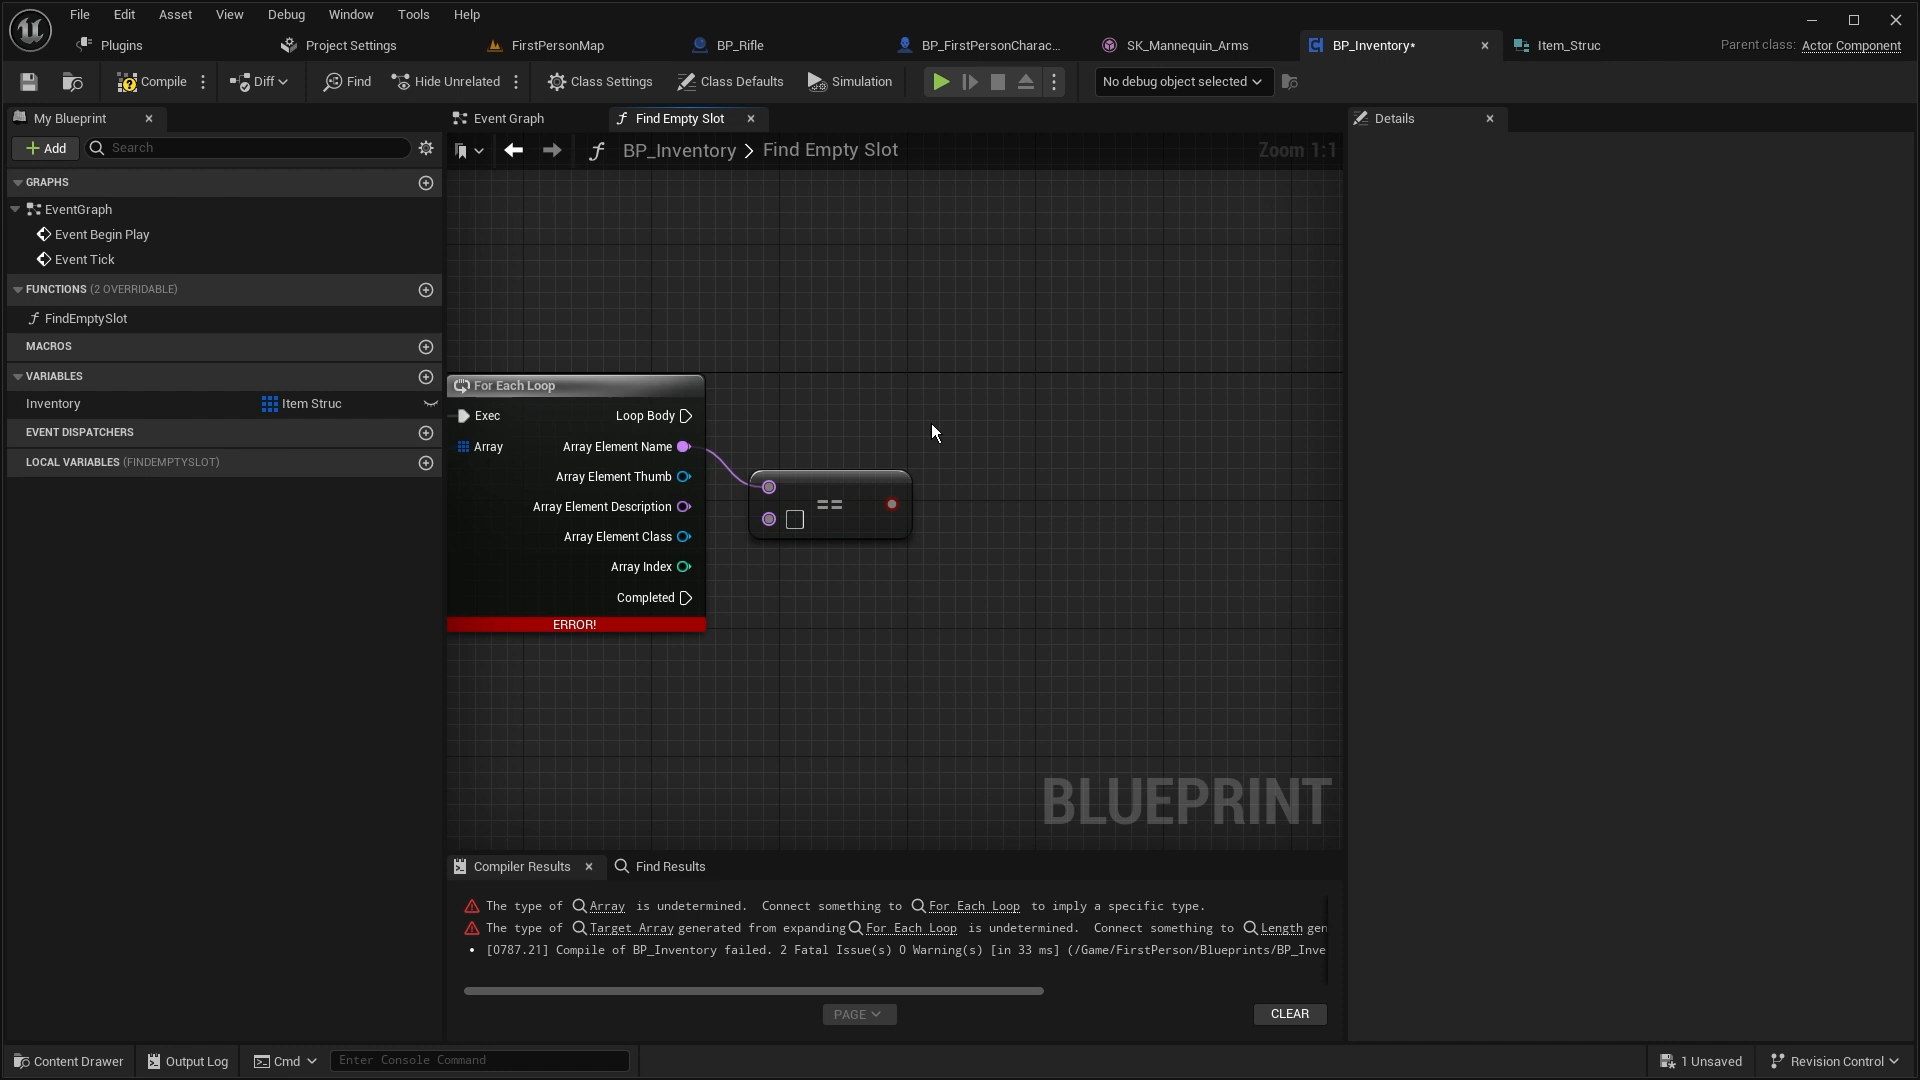 File Edit Asset View Debug Window Tools Help
Plugins Project Settings FirstPersonMap BP_Rifle BP_FirstPersonCharac... SK_Mannequin_Arms BP_Inventory* Item_Struc Parent class: Actor Component
Compile Diff Find Hide Unrelated Class Settings Class Defaults Simulation No debug object selected
My Blueprint Event Graph Find Empty Slot Details
Add Search BP_Inventory > Find Empty Slot Zoom 1:1
GRAPHS
EventGraph
Event Begin Play
Event Tick
FUNCTIONS (2 OVERRIDABLE)
FindEmptySlot
MACROS
VARIABLES
Inventory Item Struc
EVENT DISPATCHERS
LOCAL VARIABLES (FINDEMPTYSLOT)
For Each Loop
Exec Loop Body
Array Array Element Name
Array Element Thumb
Array Element Description
Array Element Class
Array Index
Completed
ERROR!
==
BLUEPRINT
Compiler Results Find Results
The type of Array is undetermined. Connect something to For Each Loop to imply a specific type.
The type of Target Array generated from expanding For Each Loop is undetermined. Connect something to Length gen
[0787.21] Compile of BP_Inventory failed. 2 Fatal Issue(s) 0 Warning(s) [in 33 ms] (/Game/FirstPerson/Blueprints/BP_Inve
PAGE CLEAR
Content Drawer Output Log Cmd Enter Console Command 1 Unsaved Revision Control